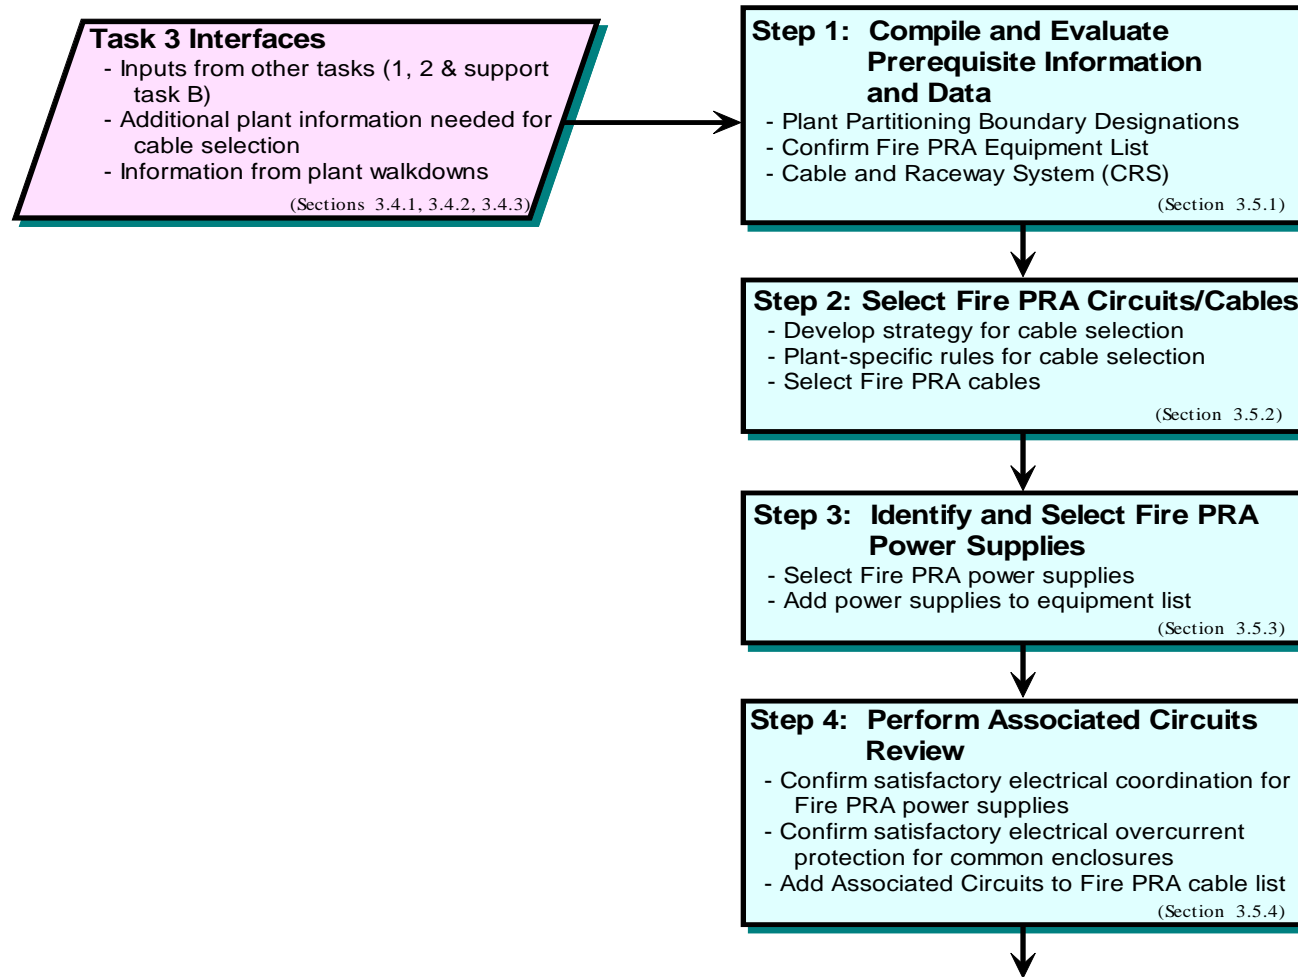 Task 3 Interfaces
- Inputs from other tasks (1, 2 & support
task B)
- Additional plant information needed for
cable selection
- Information from plant walkdowns
(Sections 3.4.1, 3.4.2, 3.4.3)
Step 1: Compile and Evaluate
Prerequisite Information
and Data
- Plant Partitioning Boundary Designations
- Confirm Fire PRA Equipment List
- Cable and Raceway System (CRS)
(Section 3.5.1)
Step 2: Select Fire PRA Circuits/Cables
- Develop strategy for cable selection
- Plant-specific rules for cable selection
- Select Fire PRA cables
(Section 3.5.2)
Step 3: Identify and Select Fire PRA
Power Supplies
- Select Fire PRA power supplies
- Add power supplies to equipment list
(Section 3.5.3)
Step 4: Perform Associated Circuits
Review
- Confirm satisfactory electrical coordination for
Fire PRA power supplies
- Confirm satisfactory electrical overcurrent
protection for common enclosures
- Add Associated Circuits to Fire PRA cable list
(Section 3.5.4)